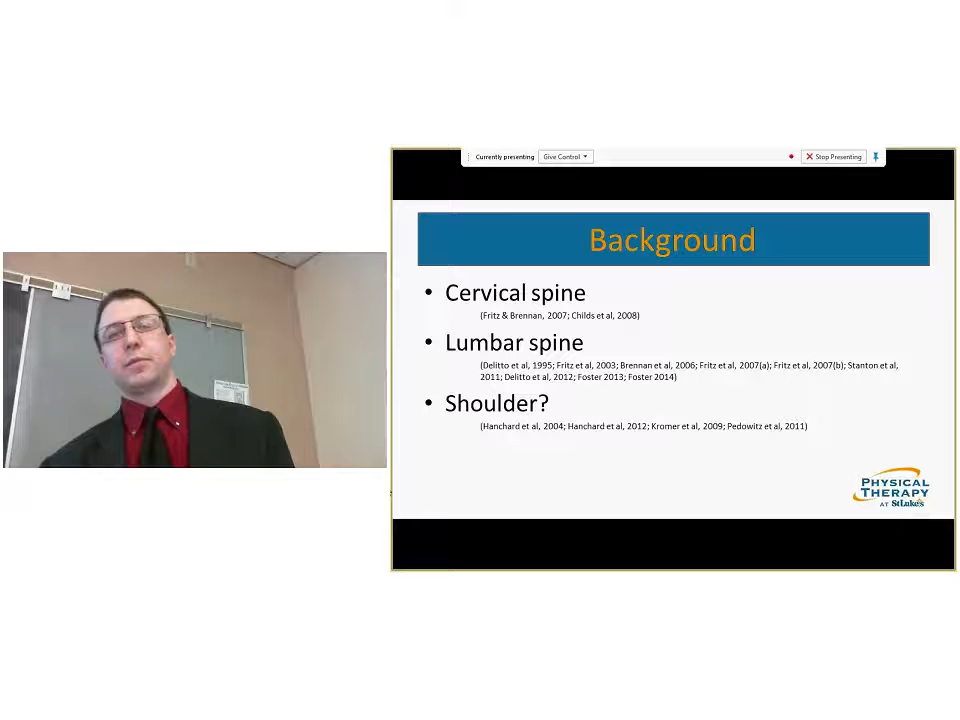 Currently presenting Give Control Stop Presenting
Background
• Cervical spine
(Fritz & Brennan, 2007; Childs et al, 2008)
• Lumbar spine
(Delitto et al, 1995; Fritz et al, 2003; Brennan et al, 2006; Fritz et al, 2007(a); Fritz et al, 2007(b); Stanton et al,
2011; Delitto et al, 2012; Foster 2013; Foster 2014)
• Shoulder?
(Hanchard et al, 2004; Hanchard et al, 2012; Kromer et al, 2009; Pedowitz et al, 2011)
PHYSICAL
THERAPY
AT StLuke's